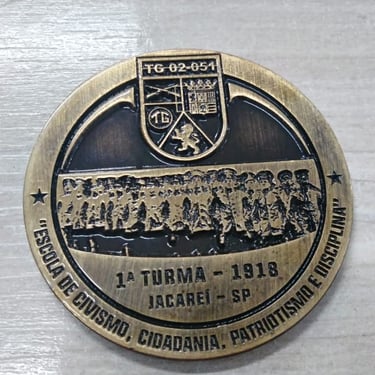 TG 02-051
TG
1ª TURMA - 1918
JACAREÍ - SP
"ESCOLA DE CIVISMO, CIDADANIA, PATRIOTISMO E DISCIPLINA"